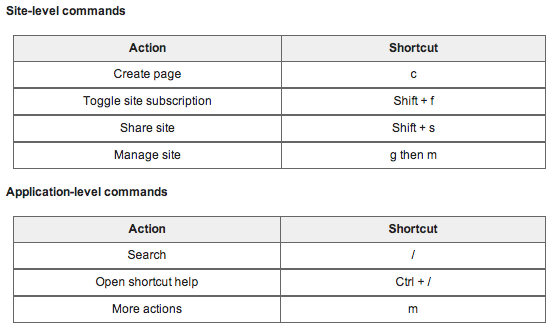 Site-level commands
Action Shortcut
Create page c
Toggle site subscription Shift + f
Share site Shift + s
Manage site g then m
Application-level commands
Action Shortcut
Search /
Open shortcut help Ctrl + /
More actions m